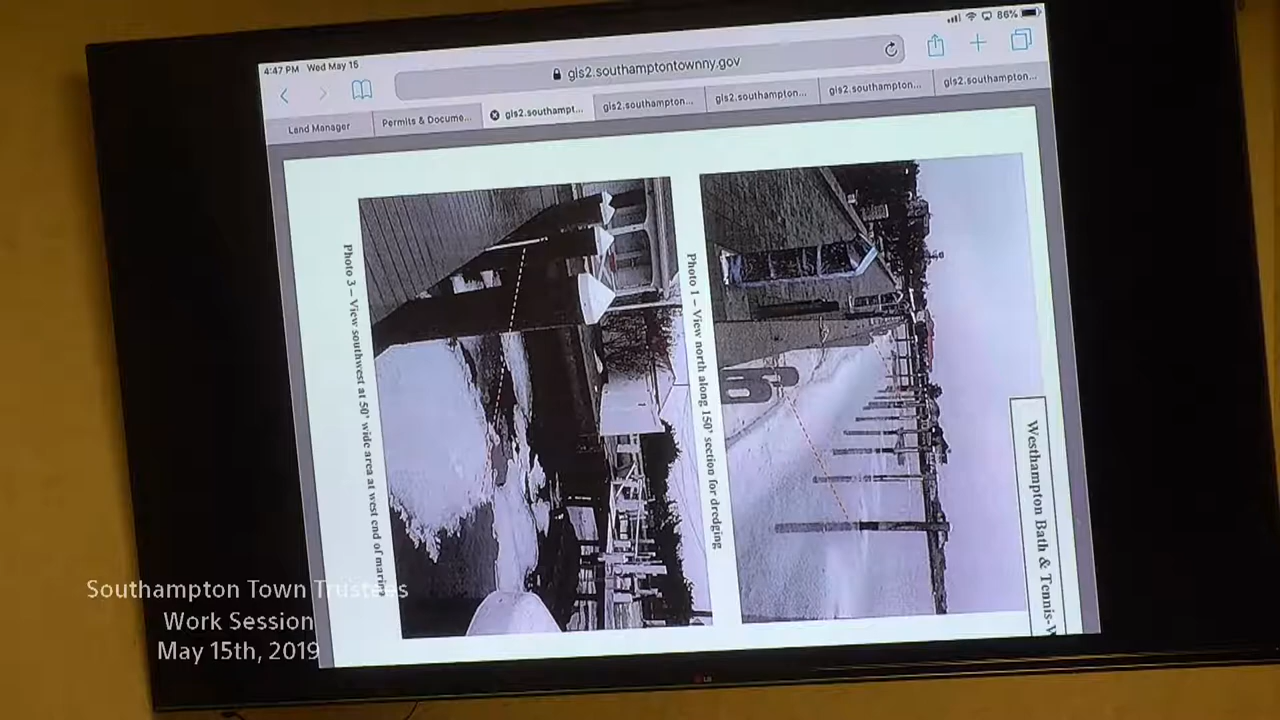 4:47 PM Wed May 15
86%
gis2.southamptontownny.gov
Land Manager
Permits & Docume...
gis2.southampt...
gis2.southampton...
gis2.southampton...
gis2.southampton...
gis2.southampton...
Westhampton Bath & Tennis-W
Photo 1 – View north along 150' section for dredging
Photo 3 – View southwest at 50' wide area at west end of marin
Southampton Town Trustees
Work Session
May 15th, 2019
LG